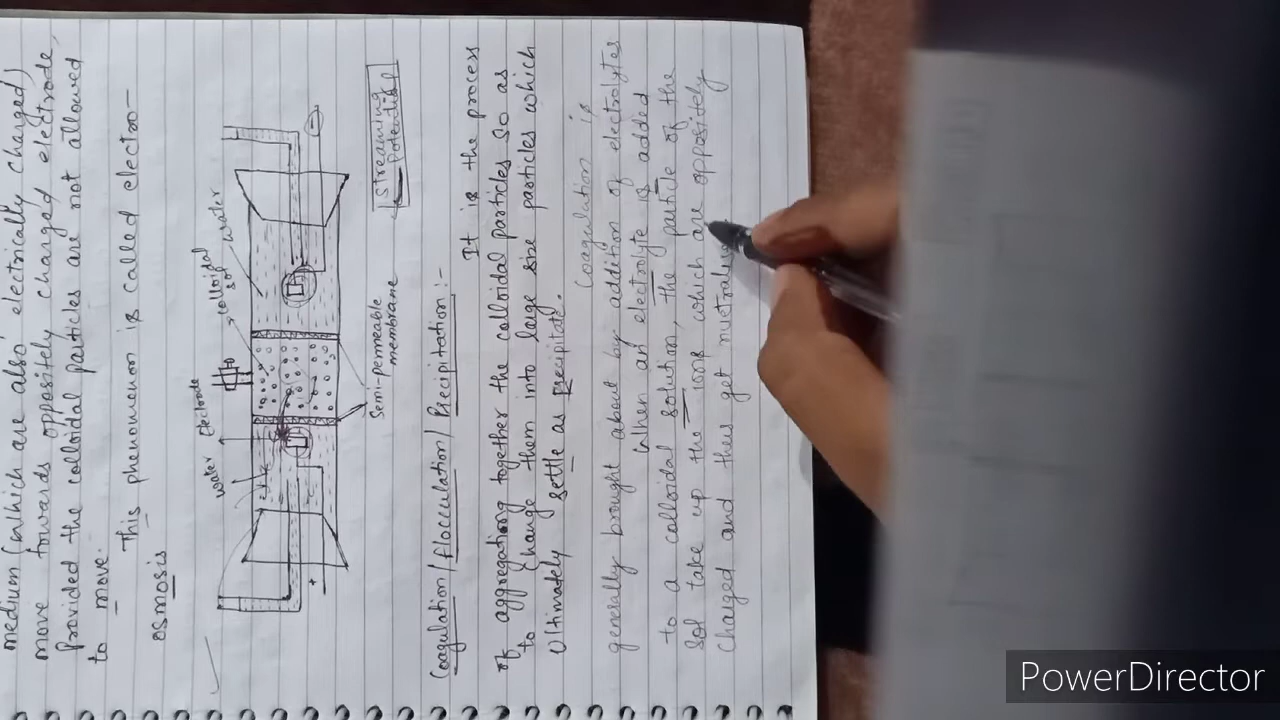 medium (which are also electrically charged)
move towards oppositely charged electrode,
Provided the colloidal particles are not allowed
to move.
This phenomenon is called electro-
osmosis
water
Electrode
colloidal
sol
water
+
Semi-permeable
membrane
Streaming
Potential
Coagulation / flocculation / Precipitation :-
It is the process
of aggregationg together the colloidal particles so as
to change them into large size particles which
Ultimately settle as Precipitate.
Coagulation is
generally brought about by addition of electrolytes
When an electrolyte is added
to a colloidal solution, the particle of the
Sol take up the ions which are oppositely
Charged and thus get
PowerDirector